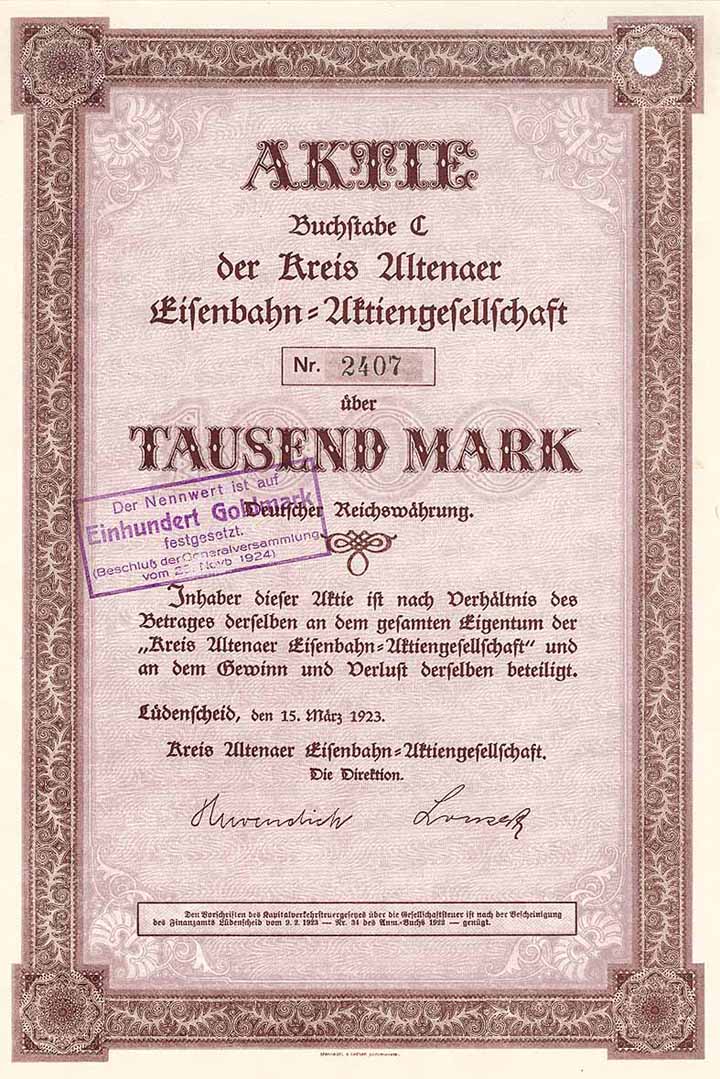 AKTIE
Buchſtabe C
der Kreis Altenaer
Eiſenbahn=Aktiengeſellſchaft
Nr. 2407
über
1000
TAUSEND MARK
Deutſcher Reichswährung.
Der Nennwert ist auf
Einhundert Goldmark
festgesetzt.
(Beschluß der Generalversammlung
vom Novb 1924)
Inhaber dieſer Aktie iſt nach Verhältnis des
Betrages derſelben an dem geſamten Eigentum der
„Kreis Altenaer Eiſenbahn=Aktiengeſellſchaft“ und
an dem Gewinn und Verluſt derſelben beteiligt.
Lüdenſcheid, den 15. März 1923.
Kreis Altenaer Eiſenbahn=Aktiengeſellſchaft.
Die Direktion.
Den Vorſchriften des Kapitalverkehrſteuergeſetzes über die Geſellſchaftſteuer iſt nach der Beſcheinigung
des Finanzamts Lüdenſcheid vom 9. 2. 1923 — Nr. 34 des Anm.=Buchs 1922 — genügt.